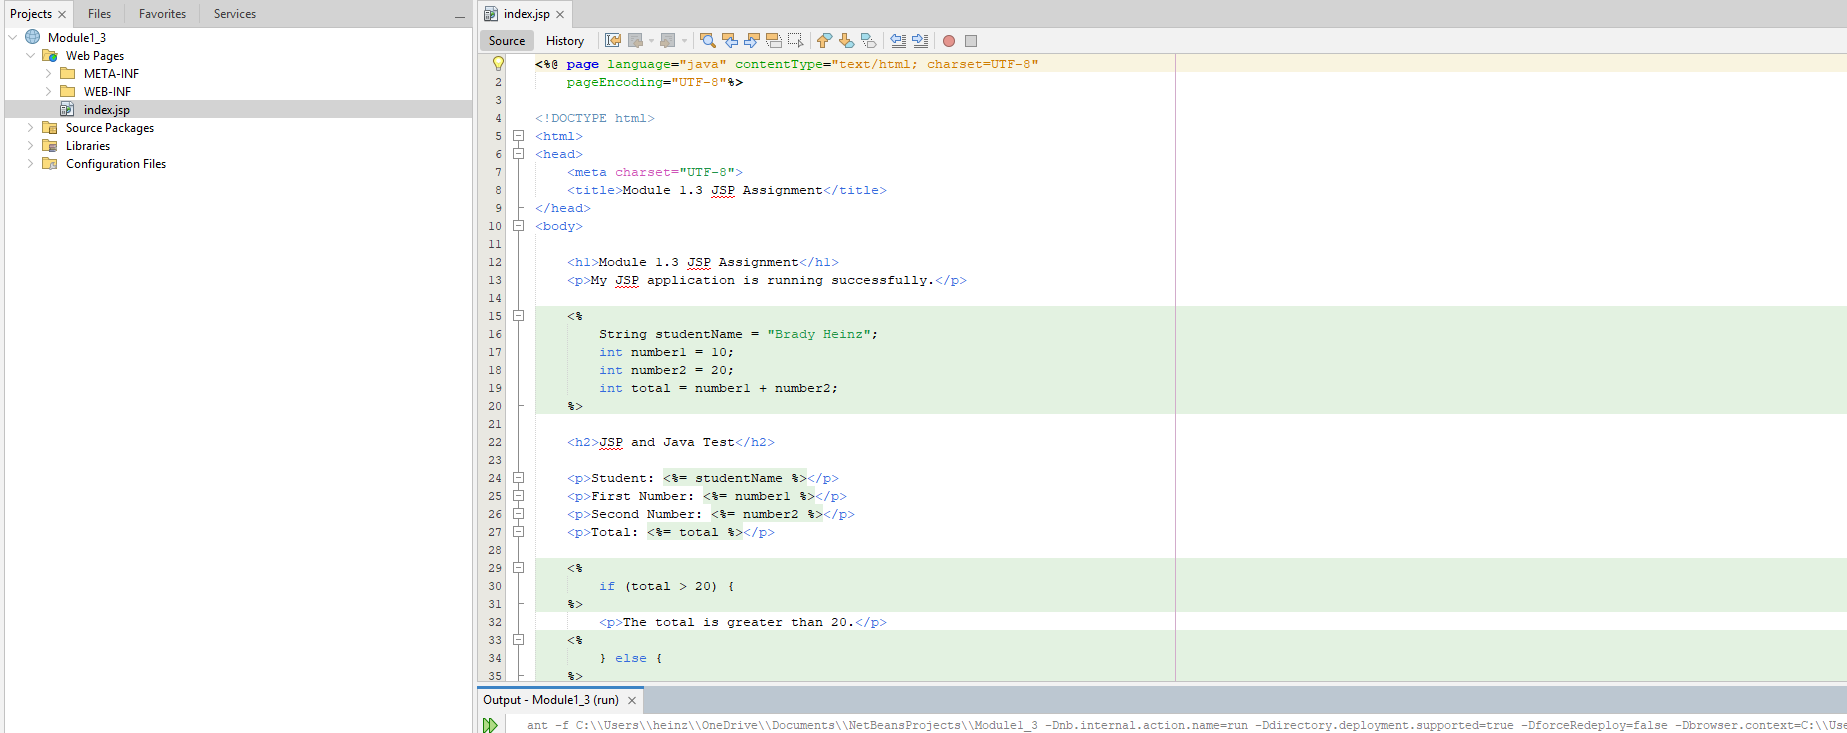 Projects
Files
Favorites
Services
Module1_3
Web Pages
META-INF
WEB-INF
index.jsp
Source Packages
Libraries
Configuration Files
index.jsp
Source
History
<%@ page language="java" contentType="text/html; charset=UTF-8"
2 pageEncoding="UTF-8"%>
3
4 <!DOCTYPE html>
5 <html>
6 <head>
7 <meta charset="UTF-8">
8 <title>Module 1.3 JSP Assignment</title>
9 </head>
10 <body>
11
12 <h1>Module 1.3 JSP Assignment</h1>
13 <p>My JSP application is running successfully.</p>
14
15 <%
16 String studentName = "Brady Heinz";
17 int number1 = 10;
18 int number2 = 20;
19 int total = number1 + number2;
20 %>
21
22 <h2>JSP and Java Test</h2>
23
24 <p>Student: <%= studentName %></p>
25 <p>First Number: <%= number1 %></p>
26 <p>Second Number: <%= number2 %></p>
27 <p>Total: <%= total %></p>
28
29 <%
30 if (total > 20) {
31 %>
32 <p>The total is greater than 20.</p>
33 <%
34 } else {
35 %>
Output - Module1_3 (run)
ant -f C:\\Users\\heinz\\OneDrive\\Documents\\NetBeansProjects\\Module1_3 -Dnb.internal.action.name=run -Ddirectory.deployment.supported=true -DforceRedeploy=false -Dbrowser.context=C:\\Use